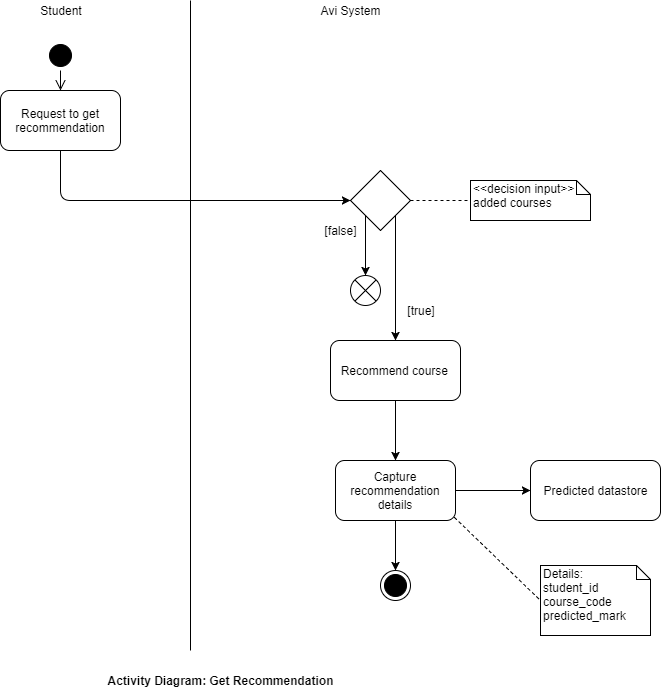 Student
Avi System
Request to get
recommendation
<<decision input>>
added courses
[false]
[true]
Recommend course
Capture
recommendation
details
Predicted datastore
Details:
student_id
course_code
predicted_mark
Activity Diagram: Get Recommendation